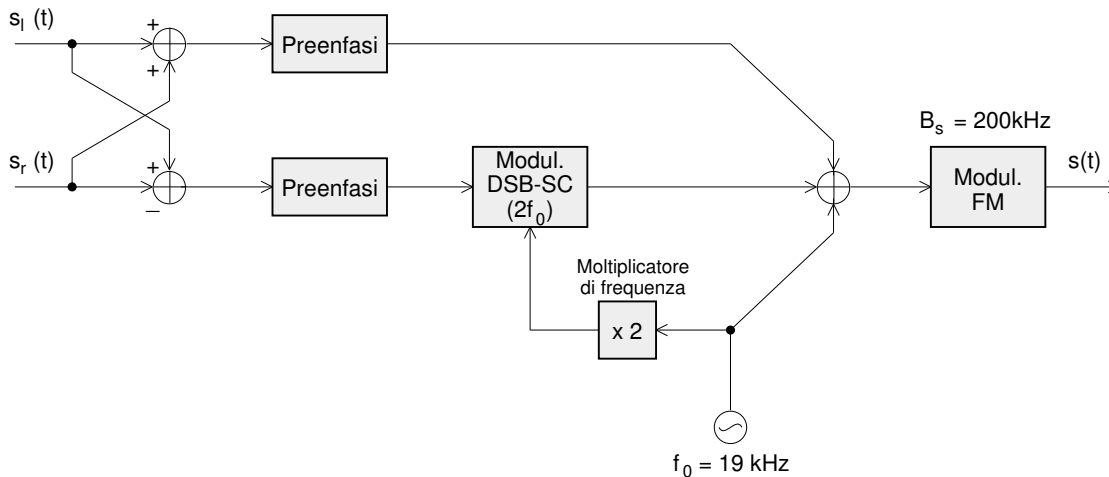 s_l (t)
+
+
Preenfasi
s_r (t)
+
−
Preenfasi
Modul.
DSB-SC
(2f_0)
Moltiplicatore
di frequenza
x 2
f_0 = 19 kHz
B_s = 200kHz
Modul.
FM
s(t)